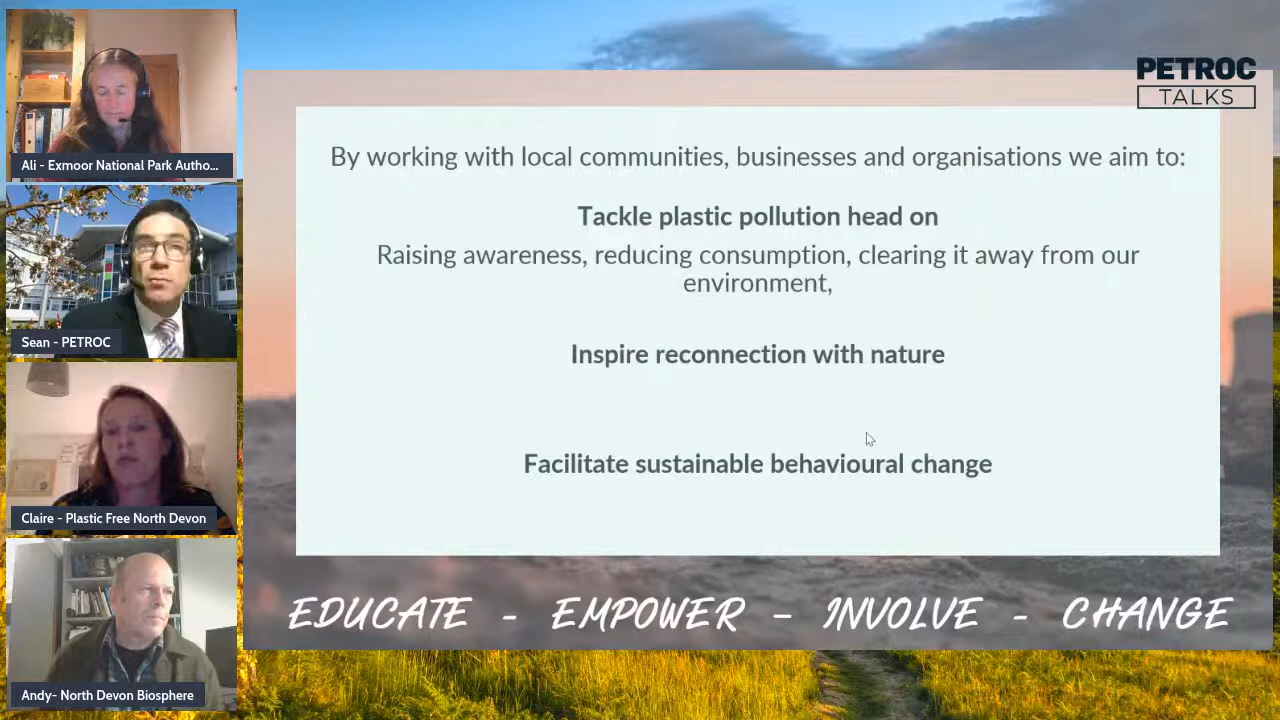 PETROC
TALKS
By working with local communities, businesses and organisations we aim to:
Tackle plastic pollution head on
Raising awareness, reducing consumption, clearing it away from our
environment,
Inspire reconnection with nature
Facilitate sustainable behavioural change
EDUCATE - EMPOWER – INVOLVE - CHANGE
Ali - Exmoor National Park Autho...
Sean - PETROC
Claire - Plastic Free North Devon
Andy- North Devon Biosphere